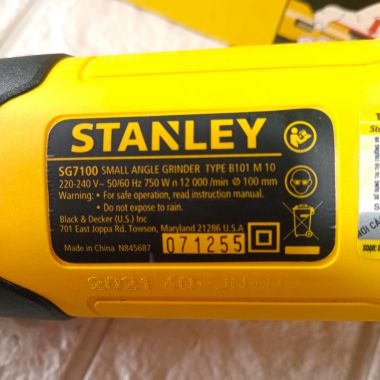 STANLEY
SG7100 SMALL ANGLE GRINDER TYPE B101 M 10
220-240 V~ 50/60 Hz 750 W n 12 000 /min Ø 100 mm
Warning: • For safe operation, read instruction manual.
• Do not expose to rain.
Black & Decker (U.S.) Inc
701 East Joppa Rd. Towson, Maryland 21286 U.S.A
Made in China N845687
071255
2021 40